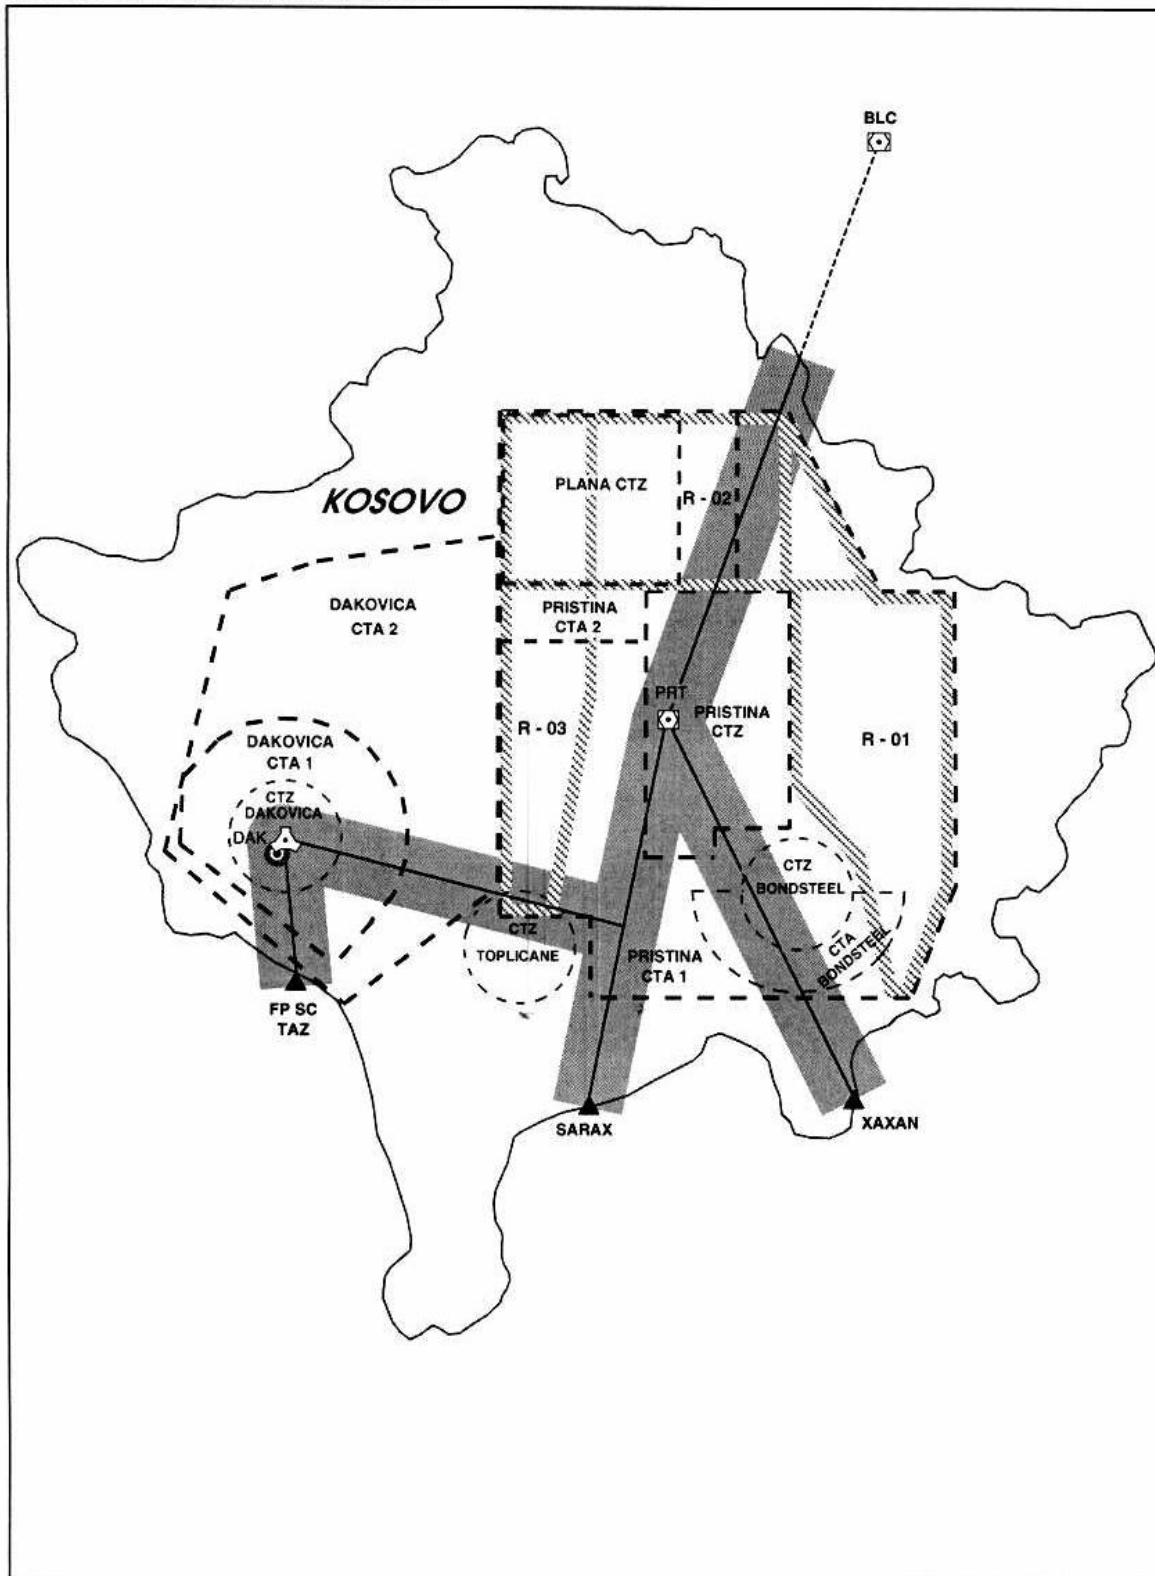 BLC
PLANA CTZ
R - 02
KOSOVO
DAKOVICA
CTA 2
PRISTINA
CTA 2
PRT
PRISTINA
CTZ
R - 03
R - 01
DAKOVICA
CTA 1
CTZ
DAKOVICA
DAK
CTZ
BONDSTEEL
CTZ
TOPLICANE
CTA
BONDSTEEL
PRISTINA
CTA 1
FP SC
TAZ
SARAX
XAXAN